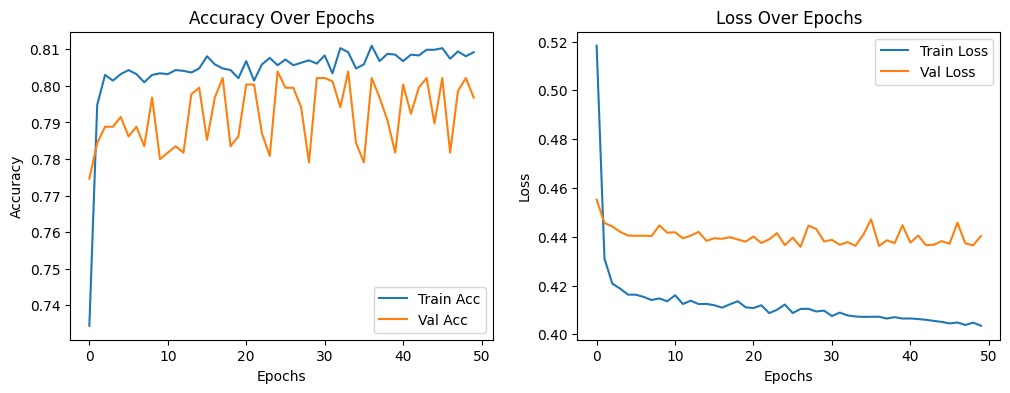 Accuracy Over Epochs
0.81
0.80
0.79
0.78
0.77
0.76
0.75
0.74
Accuracy
0 10 20 30 40 50
Epochs
Train Acc
Val Acc
Loss Over Epochs
0.52
0.50
0.48
0.46
0.44
0.42
0.40
Loss
0 10 20 30 40 50
Epochs
Train Loss
Val Loss